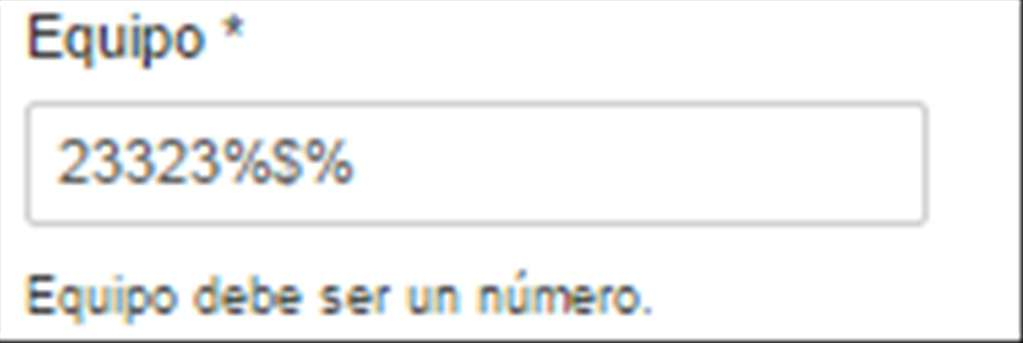 Equipo *
23323%$%
Equipo debe ser un número.